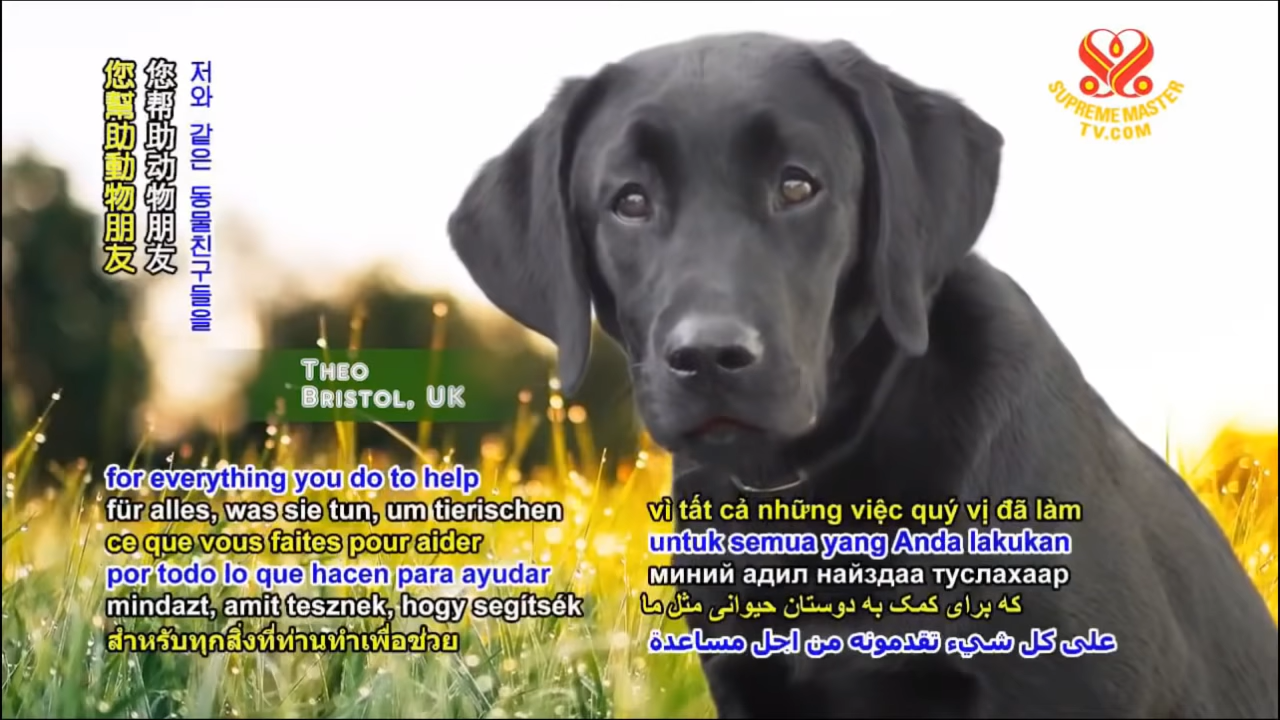 您幫助動物朋友
您帮助动物朋友
저와 같은 동물친구들을
SUPREME MASTER
TV.COM
THEO
BRISTOL, UK
for everything you do to help
für alles, was sie tun, um tierischen
ce que vous faites pour aider
por todo lo que hacen para ayudar
mindazt, amit tesznek, hogy segítsék
สำหรับทุกสิ่งที่ท่านทำเพื่อช่วย
vì tất cả những việc quý vị đã làm
untuk semua yang Anda lakukan
миний адил найздаа туслахаар
که برای کمک به دوستان حیوانی مثل ما
على كل شيء تقدمونه من اجل مساعدة